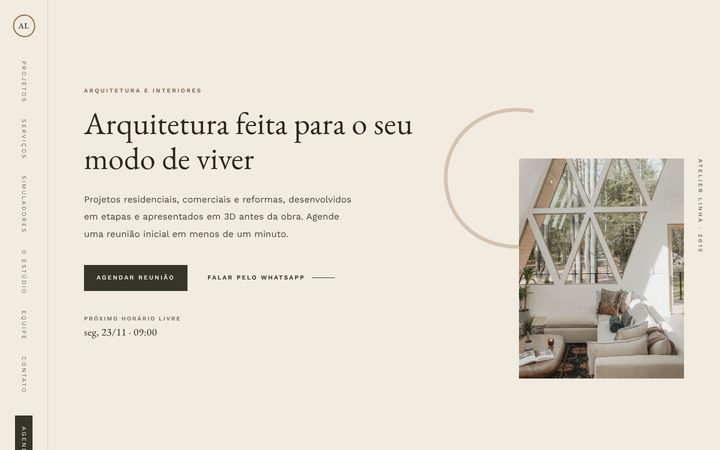 AL
PROJETOS
SERVIÇOS
SIMULADORES
O ESTÚDIO
EQUIPE
CONTATO
ARQUITETURA E INTERIORES
Arquitetura feita para o seu
modo de viver
Projetos residenciais, comerciais e reformas, desenvolvidos
em etapas e apresentados em 3D antes da obra. Agende
uma reunião inicial em menos de um minuto.
AGENDAR REUNIÃO
FALAR PELO WHATSAPP
PRÓXIMO HORÁRIO LIVRE
seg, 23/11 · 09:00
ATELIER LINHA · 2015